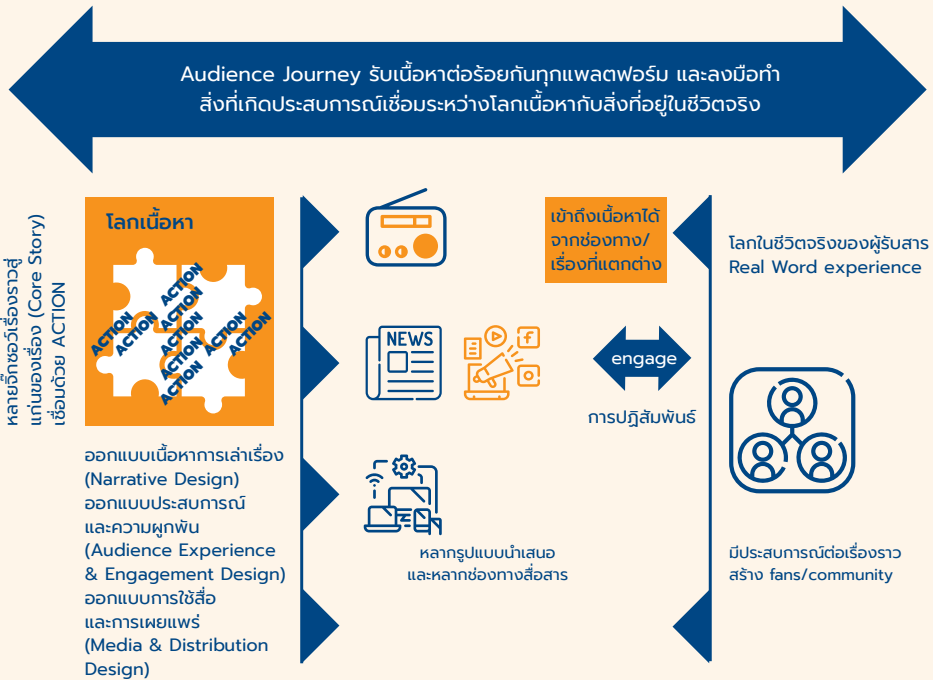 Audience Journey รับเนื้อหาต่อร้อยกันทุกแพลตฟอร์ม และลงมือทำ
สิ่งที่เกิดประสบการณ์เชื่อมระหว่างโลกเนื้อหากับสิ่งที่อยู่ในชีวิตจริง
หลายจิ๊กซอว์เรื่องราวสู่
แก่นของเรื่อง (Core Story)
เชื่อมด้วย ACTION
โลกเนื้อหา
ACTION
ACTION
ACTION
ACTION
ACTION
ACTION
ACTION
ACTION
ACTION
ออกแบบเนื้อหาการเล่าเรื่อง
(Narrative Design)
ออกแบบประสบการณ์
และความผูกพัน
(Audience Experience
& Engagement Design)
ออกแบบการใช้สื่อ
และการเผยแพร่
(Media & Distribution
Design)
NEWS
หลากรูปแบบนำเสนอ
และหลากช่องทางสื่อสาร
เข้าถึงเนื้อหาได้
จากช่องทาง/
เรื่องที่แตกต่าง
engage
การปฏิสัมพันธ์
โลกในชีวิตจริงของผู้รับสาร
Real Word experience
มีประสบการณ์ต่อเรื่องราว
สร้าง fans/community